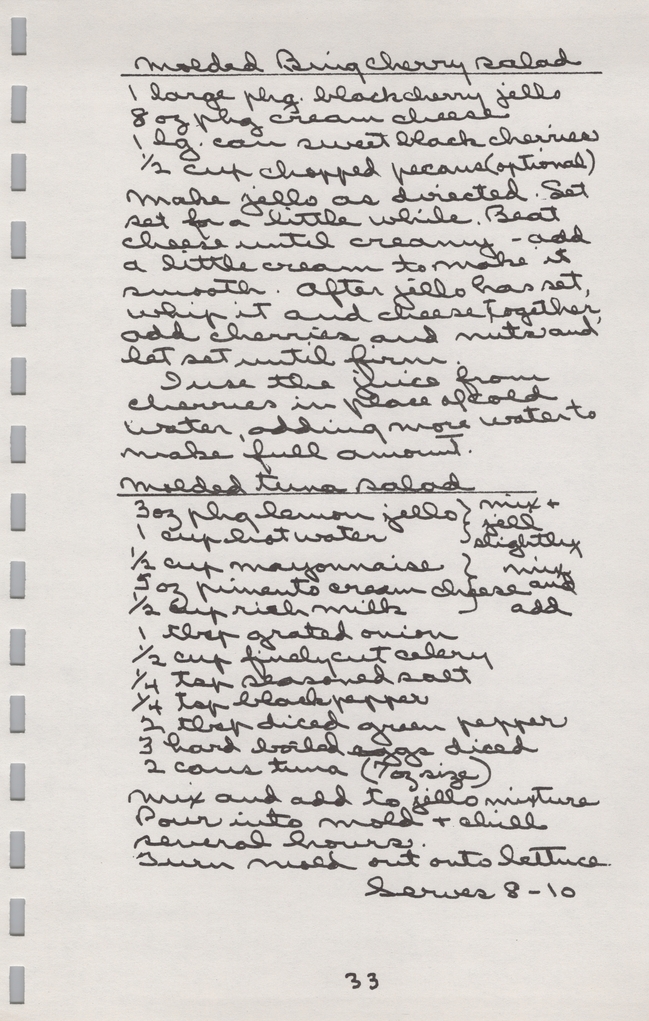 Molded Bing cherry salad
1 large phg. blackcherry jello
8 oz phg cream cheese
1 lg. can sweet black cherries
1/2 cup chopped pecans (optional)
Make jello as directed. Set
set for a little while. Beat
cheese until creamy - add
a little cream to make it
smooth. After jello has set,
whip it and cheese together,
add cherries and nuts and
let set until firm.
I use the juice from
cherries in place of cold
water, adding more water to
make full amount.
Molded tuna salad
3 oz phg lemon jello } mix +
1 cup hot water jell
slightly
1/2 cup mayonnaise } mix
5 oz pimento cream cheese and
1/2 cup rich milk add
1 tbsp grated onion
1/2 cup finely cut celery
1/4 tsp seasoned salt
1/4 tsp black pepper
2 tbsp diced green pepper
3 hard boiled eggs diced
2 cans tuna (7 oz size)
Mix and add to jello mixture
Pour into mold + chill
several hours.
Turn mold out onto lettuce.
Serves 8-10
33